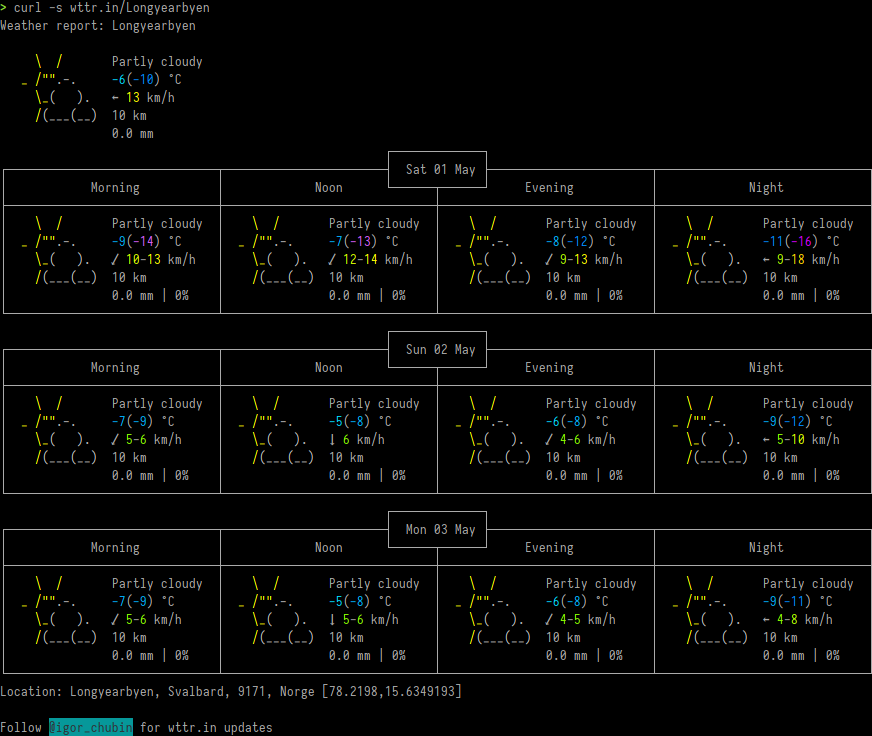 > curl -s wttr.in/Longyearbyen
Weather report: Longyearbyen
Partly cloudy
-6(-10) °C
← 13 km/h
10 km
0.0 mm
Sat 01 May
Morning Noon Evening Night
Partly cloudy Partly cloudy Partly cloudy Partly cloudy
-9(-14) °C -7(-13) °C -8(-12) °C -11(-16) °C
↙ 10-13 km/h ↙ 12-14 km/h ↙ 9-13 km/h ← 9-18 km/h
10 km 10 km 10 km 10 km
0.0 mm | 0% 0.0 mm | 0% 0.0 mm | 0% 0.0 mm | 0%
Sun 02 May
Morning Noon Evening Night
Partly cloudy Partly cloudy Partly cloudy Partly cloudy
-7(-9) °C -5(-8) °C -6(-8) °C -9(-12) °C
↙ 5-6 km/h ↓ 6 km/h ↙ 4-6 km/h ← 5-10 km/h
10 km 10 km 10 km 10 km
0.0 mm | 0% 0.0 mm | 0% 0.0 mm | 0% 0.0 mm | 0%
Mon 03 May
Morning Noon Evening Night
Partly cloudy Partly cloudy Partly cloudy Partly cloudy
-7(-9) °C -5(-8) °C -6(-8) °C -9(-11) °C
↙ 5-6 km/h ↓ 5-6 km/h ↙ 4-5 km/h ← 4-8 km/h
10 km 10 km 10 km 10 km
0.0 mm | 0% 0.0 mm | 0% 0.0 mm | 0% 0.0 mm | 0%
Location: Longyearbyen, Svalbard, 9171, Norge [78.2198,15.6349193]
Follow @igor_chubin for wttr.in updates